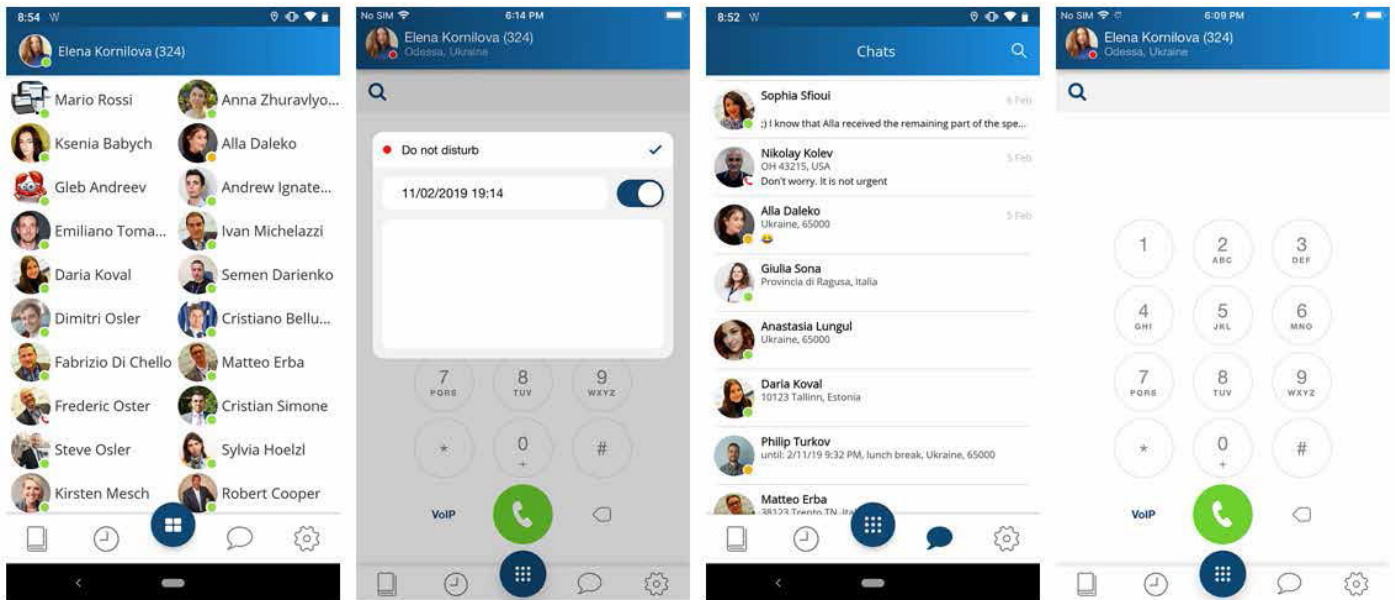 8:54 W
Elena Kornilova (324)
Mario Rossi
Anna Zhuravlyo...
Ksenia Babych
Alla Daleko
Gleb Andreev
Andrew Ignate...
Emiliano Toma...
Ivan Michelazzi
Daria Koval
Semen Darienko
Dimitri Osler
Cristiano Bellu...
Fabrizio Di Chello
Matteo Erba
Frederic Oster
Cristian Simone
Steve Osler
Sylvia Hoelzl
Kirsten Mesch
Robert Cooper
No SIM 6:14 PM
Elena Kornilova (324)
Odessa, Ukraine
Do not disturb
11/02/2019 19:14
7 8 9
PQRS TUV WXYZ
* 0 #
+
VoIP
8:52 W
Chats
Sophia Sfioui 6 Feb
;) I know that Alla received the remaining part of the spe...
Nikolay Kolev 5 Feb
OH 43215, USA
Don't worry. It is not urgent
Alla Daleko 5 Feb
Ukraine, 65000
😂
Giulia Sona
Provincia di Ragusa, Italia
Anastasia Lungul
Ukraine, 65000
Daria Koval
10123 Tallinn, Estonia
Philip Turkov
until: 2/11/19 9:32 PM, lunch break, Ukraine, 65000
Matteo Erba
38123 Trento TN, Ita
No SIM 6:09 PM
Elena Kornilova (324)
Odessa, Ukraine
1 2 3
ABC DEF
4 5 6
GHI JKL MNO
7 8 9
PQRS TUV WXYZ
* 0 #
+
VoIP